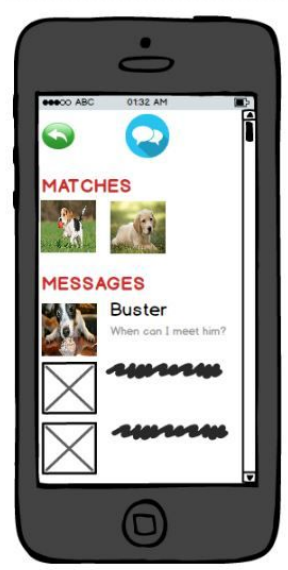 ABC 01:32 AM
MATCHES
MESSAGES
Buster
When can I meet him?